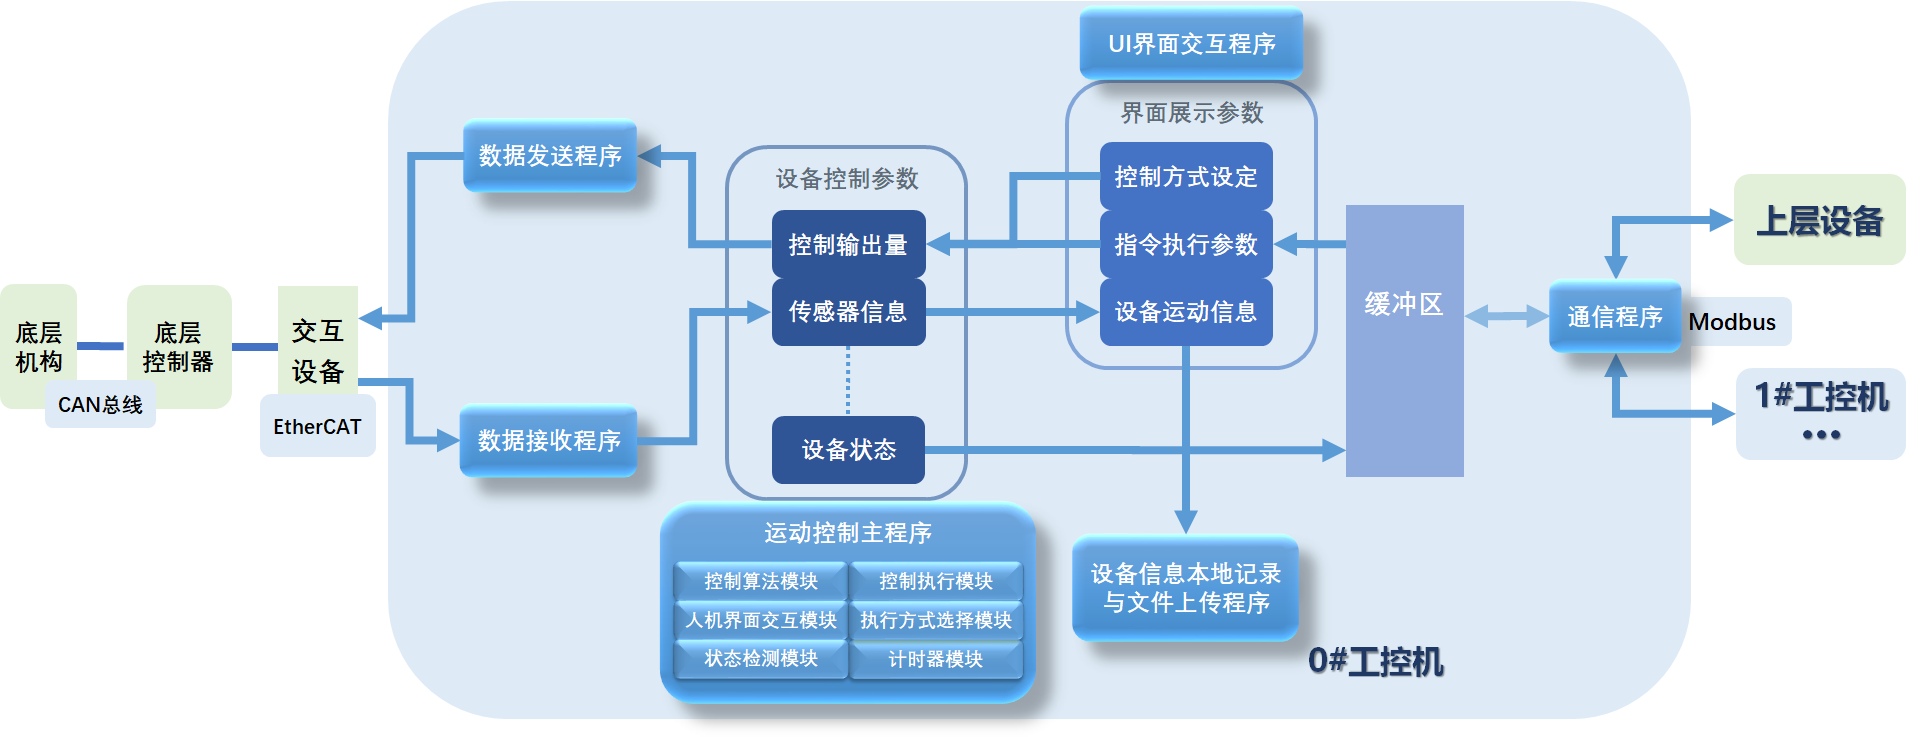 UI界面交互程序
界面展示参数
控制方式设定
指令执行参数
设备运动信息
数据发送程序
设备控制参数
控制输出量
传感器信息
设备状态
数据接收程序
底层
机构
底层
控制器
CAN总线
交互
设备
EtherCAT
缓冲区
通信程序
Modbus
上层设备
1#工控机
...
运动控制主程序
控制算法模块
控制执行模块
人机界面交互模块
执行方式选择模块
状态检测模块
计时器模块
设备信息本地记录
与文件上传程序
0#工控机